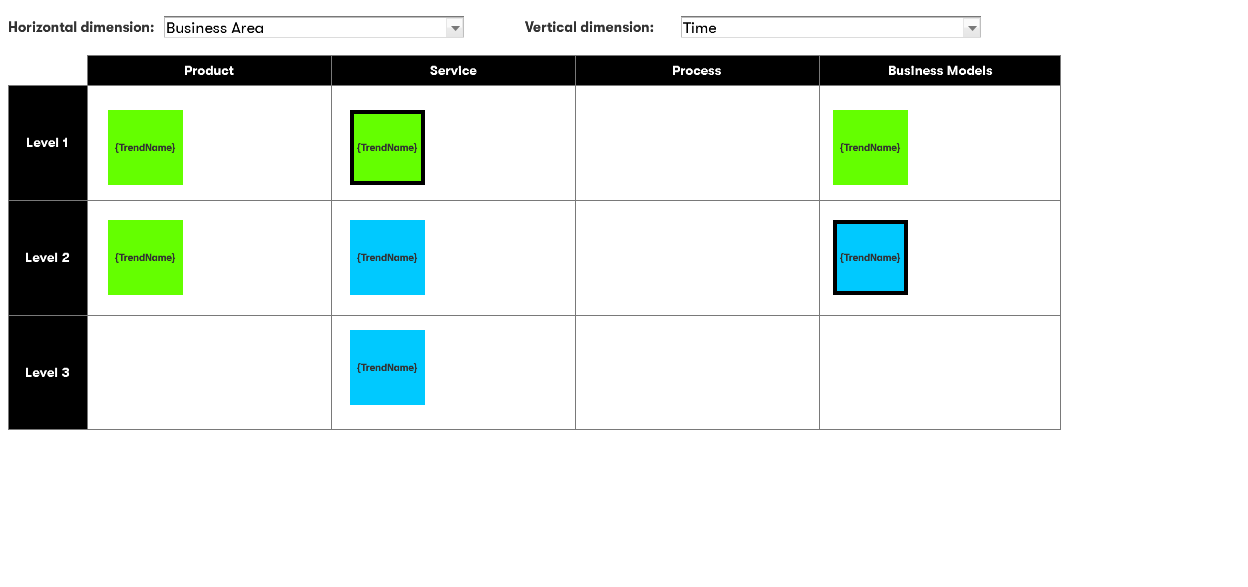 Horizontal dimension: Business Area Vertical dimension: Time
Product Service Process Business Models
Level 1 {TrendName} {TrendName} {TrendName}
Level 2 {TrendName} {TrendName} {TrendName}
Level 3 {TrendName}